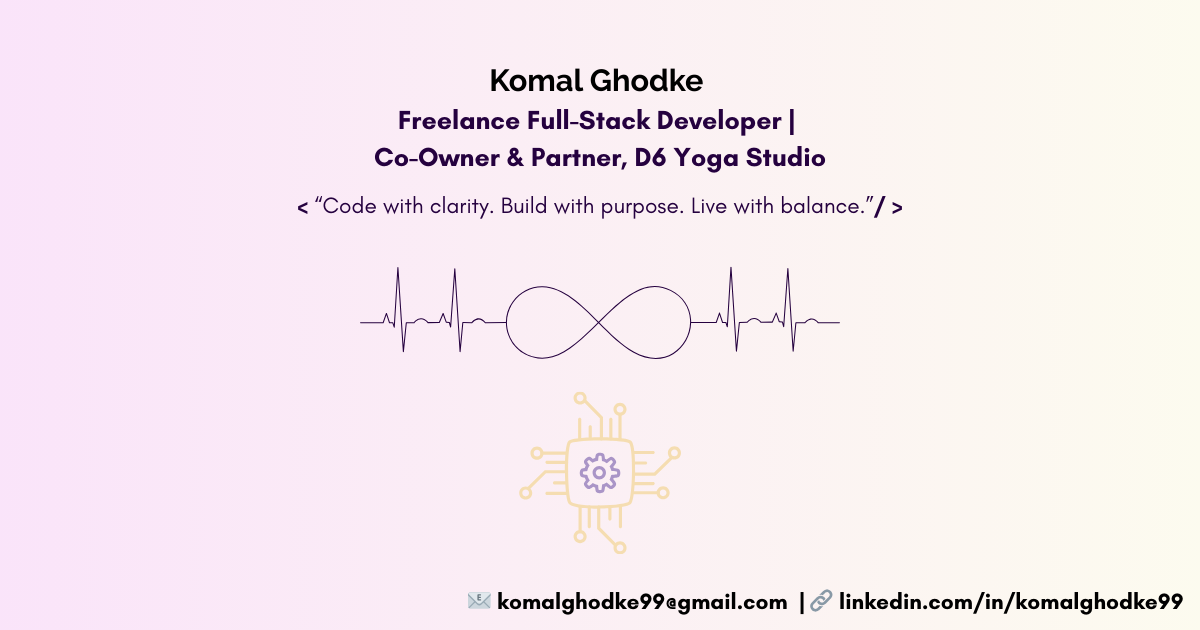 Komal Ghodke
Freelance Full-Stack Developer |
Co-Owner & Partner, D6 Yoga Studio
< “Code with clarity. Build with purpose. Live with balance.”/ >
komalghodke99@gmail.com | linkedin.com/in/komalghodke99